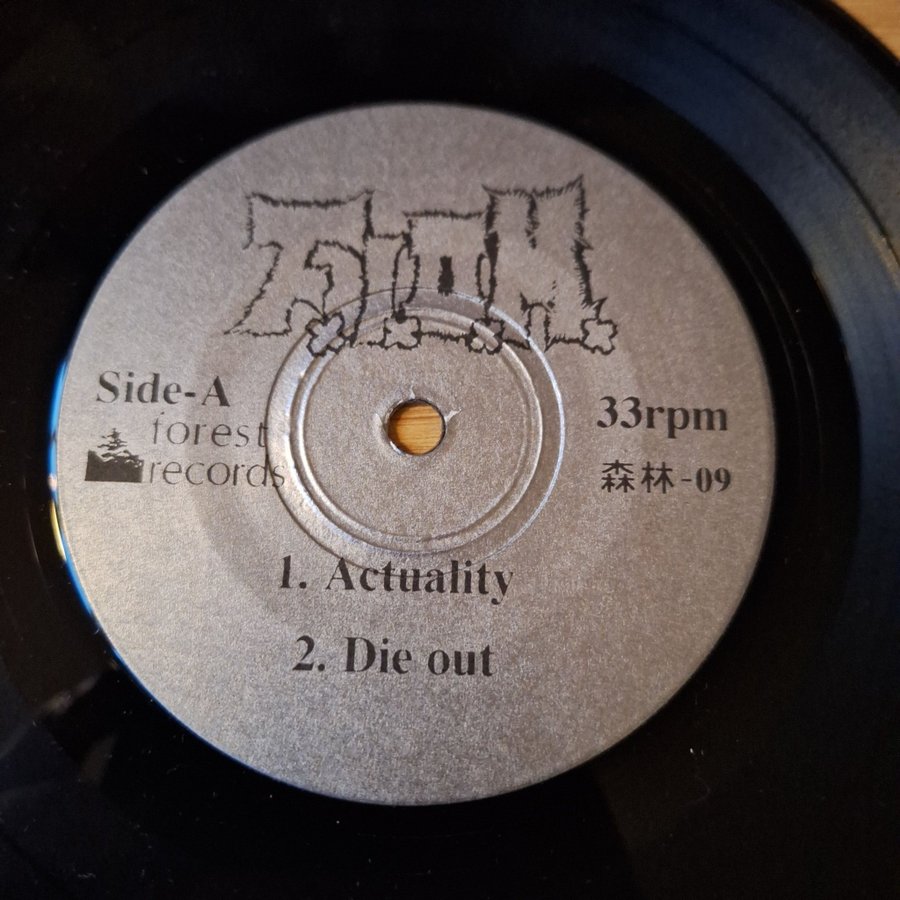 F.I.O.H.
Side-A
33rpm
forest
records
森林-09
1. Actuality
2. Die out